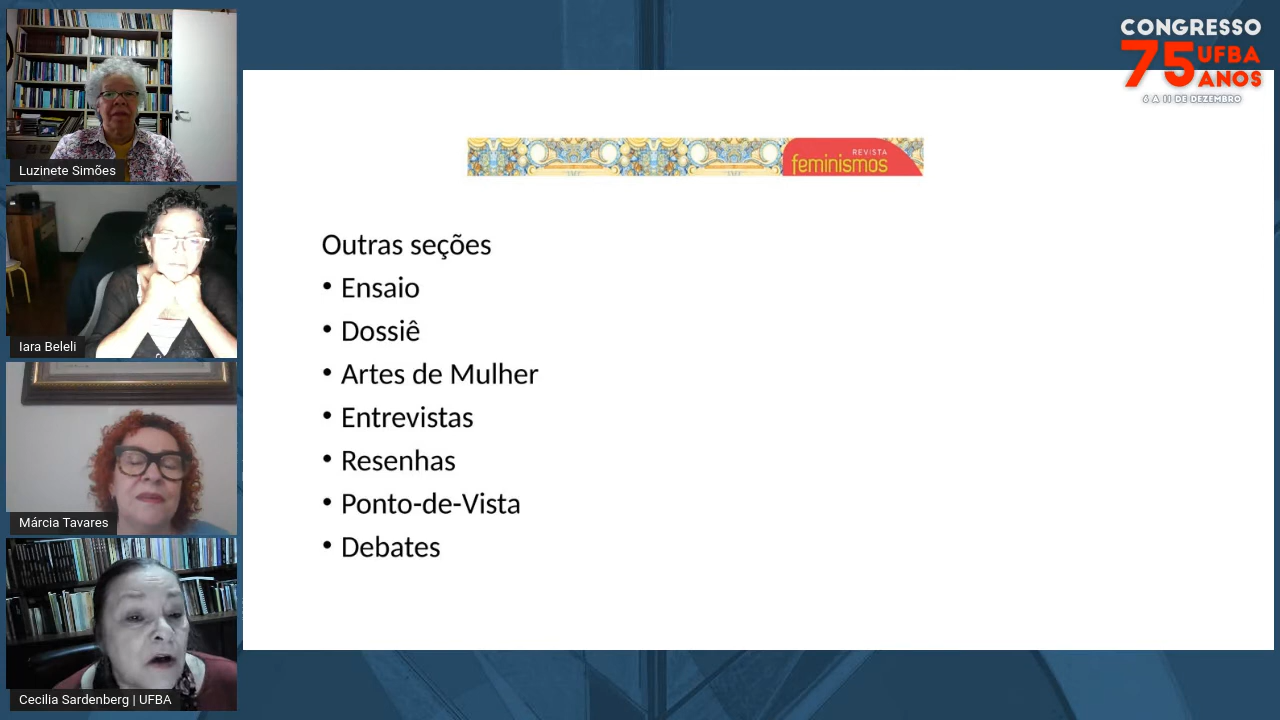 CONGRESSO
75 UFBA
ANOS
6 A 11 DE DEZEMBRO
REVISTA
feminismos
Outras seções
• Ensaio
• Dossiê
• Artes de Mulher
• Entrevistas
• Resenhas
• Ponto-de-Vista
• Debates
Luzinete Simões
Iara Beleli
Márcia Tavares
Cecilia Sardenberg | UFBA